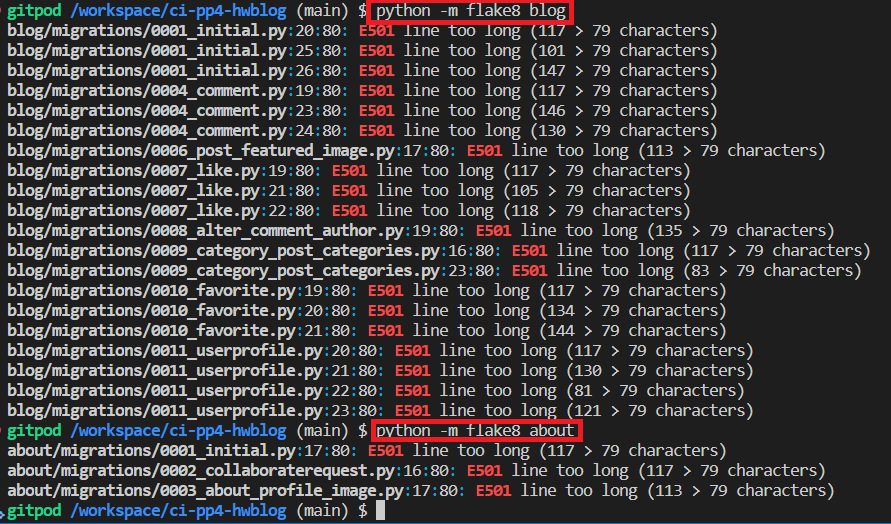 gitpod /workspace/ci-pp4-hwblog (main) $ python -m flake8 blog
blog/migrations/0001_initial.py:20:80: E501 line too long (117 > 79 characters)
blog/migrations/0001_initial.py:25:80: E501 line too long (101 > 79 characters)
blog/migrations/0001_initial.py:26:80: E501 line too long (147 > 79 characters)
blog/migrations/0004_comment.py:19:80: E501 line too long (117 > 79 characters)
blog/migrations/0004_comment.py:23:80: E501 line too long (146 > 79 characters)
blog/migrations/0004_comment.py:24:80: E501 line too long (130 > 79 characters)
blog/migrations/0006_post_featured_image.py:17:80: E501 line too long (113 > 79 characters)
blog/migrations/0007_like.py:19:80: E501 line too long (117 > 79 characters)
blog/migrations/0007_like.py:21:80: E501 line too long (105 > 79 characters)
blog/migrations/0007_like.py:22:80: E501 line too long (118 > 79 characters)
blog/migrations/0008_alter_comment_author.py:19:80: E501 line too long (135 > 79 characters)
blog/migrations/0009_category_post_categories.py:16:80: E501 line too long (117 > 79 characters)
blog/migrations/0009_category_post_categories.py:23:80: E501 line too long (83 > 79 characters)
blog/migrations/0010_favorite.py:19:80: E501 line too long (117 > 79 characters)
blog/migrations/0010_favorite.py:20:80: E501 line too long (134 > 79 characters)
blog/migrations/0010_favorite.py:21:80: E501 line too long (144 > 79 characters)
blog/migrations/0011_userprofile.py:20:80: E501 line too long (117 > 79 characters)
blog/migrations/0011_userprofile.py:21:80: E501 line too long (130 > 79 characters)
blog/migrations/0011_userprofile.py:22:80: E501 line too long (81 > 79 characters)
blog/migrations/0011_userprofile.py:23:80: E501 line too long (121 > 79 characters)
gitpod /workspace/ci-pp4-hwblog (main) $ python -m flake8 about
about/migrations/0001_initial.py:17:80: E501 line too long (117 > 79 characters)
about/migrations/0002_collaboraterequest.py:16:80: E501 line too long (117 > 79 characters)
about/migrations/0003_about_profile_image.py:17:80: E501 line too long (113 > 79 characters)
gitpod /workspace/ci-pp4-hwblog (main) $